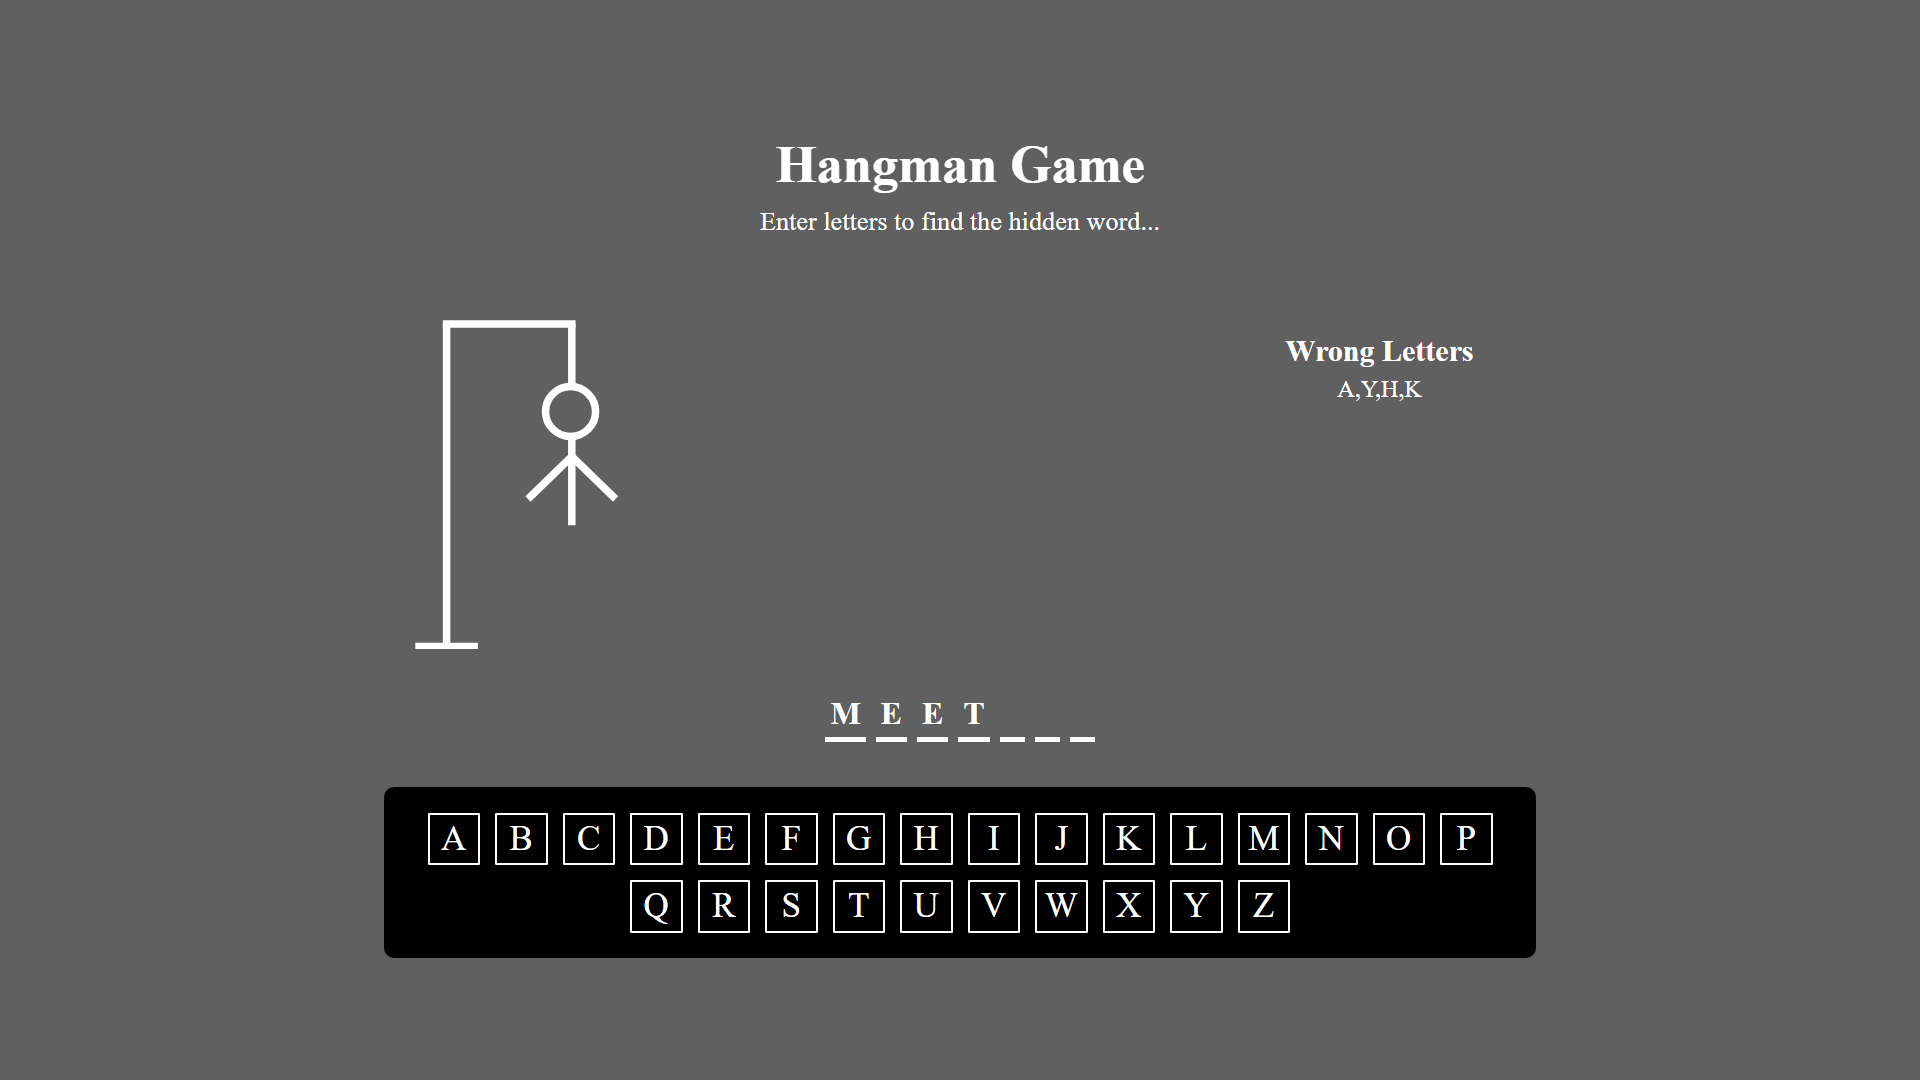 Hangman Game
Enter letters to find the hidden word...
Wrong Letters
A,Y,H,K
M E E T
A B C D E F G H I J K L M N O P
Q R S T U V W X Y Z